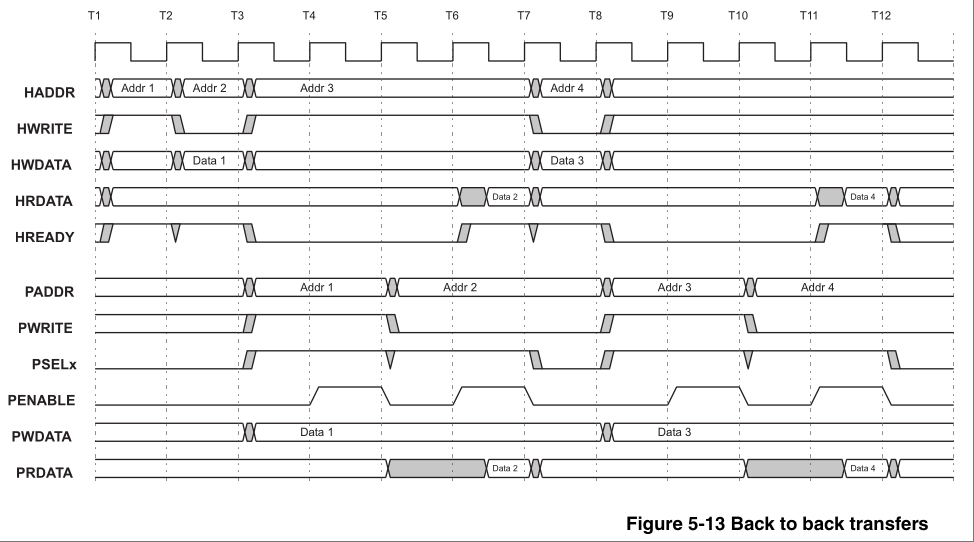 T1 T2 T3 T4 T5 T6 T7 T8 T9 T10 T11 T12
HADDR Addr 1 Addr 2 Addr 3 Addr 4
HWRITE
HWDATA Data 1 Data 3
HRDATA Data 2 Data 4
HREADY
PADDR Addr 1 Addr 2 Addr 3 Addr 4
PWRITE
PSELx
PENABLE
PWDATA Data 1 Data 3
PRDATA Data 2 Data 4
Figure 5-13 Back to back transfers